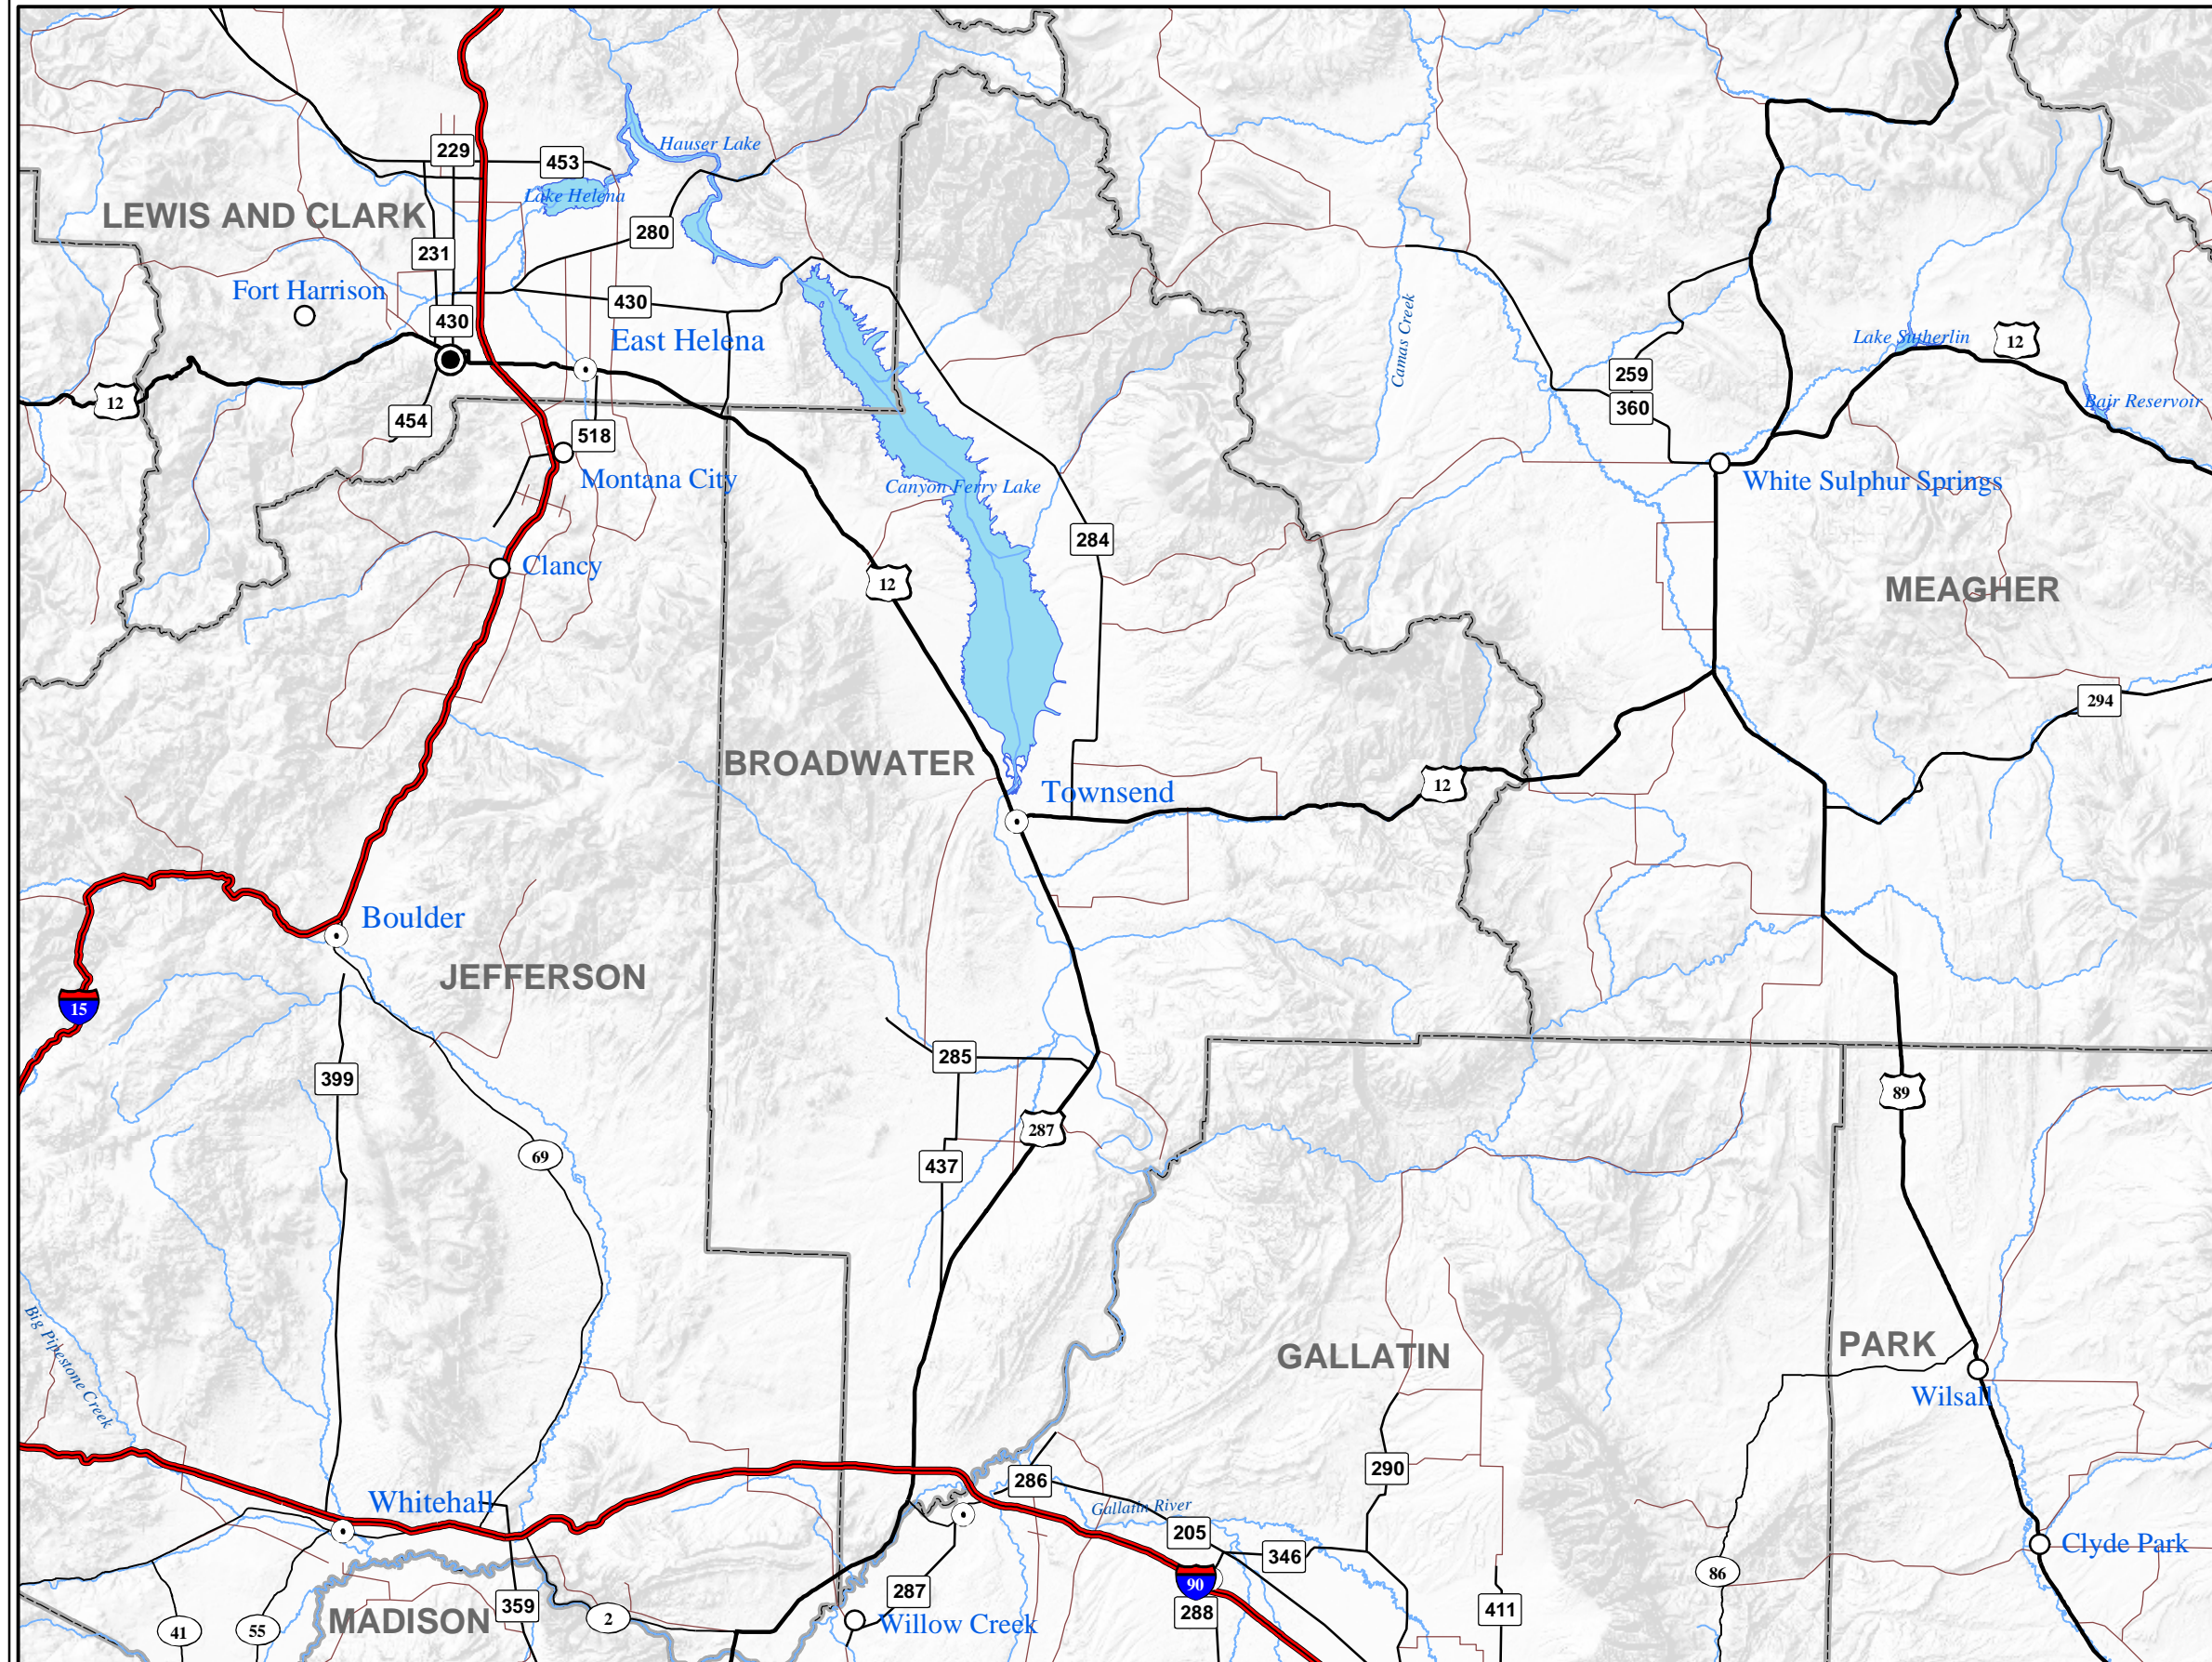 229
453
Hauser Lake
Lake Helena
LEWIS AND CLARK
280
231
Fort Harrison
430
430
East Helena
12
Lake Sutherlin
Camas Creek
259
12
360
Bair Reservoir
454
518
Montana City
White Sulphur Springs
Canyon Ferry Lake
284
Clancy
12
MEAGHER
294
BROADWATER
Townsend
12
Boulder
JEFFERSON
15
285
399
89
287
69
437
Big Pipestone Creek
GALLATIN
PARK
Wilsall
290
286
Whitehall
Gallatin River
205
346
Clyde Park
86
90
287
359
288
411
2
MADISON
41
55
Willow Creek